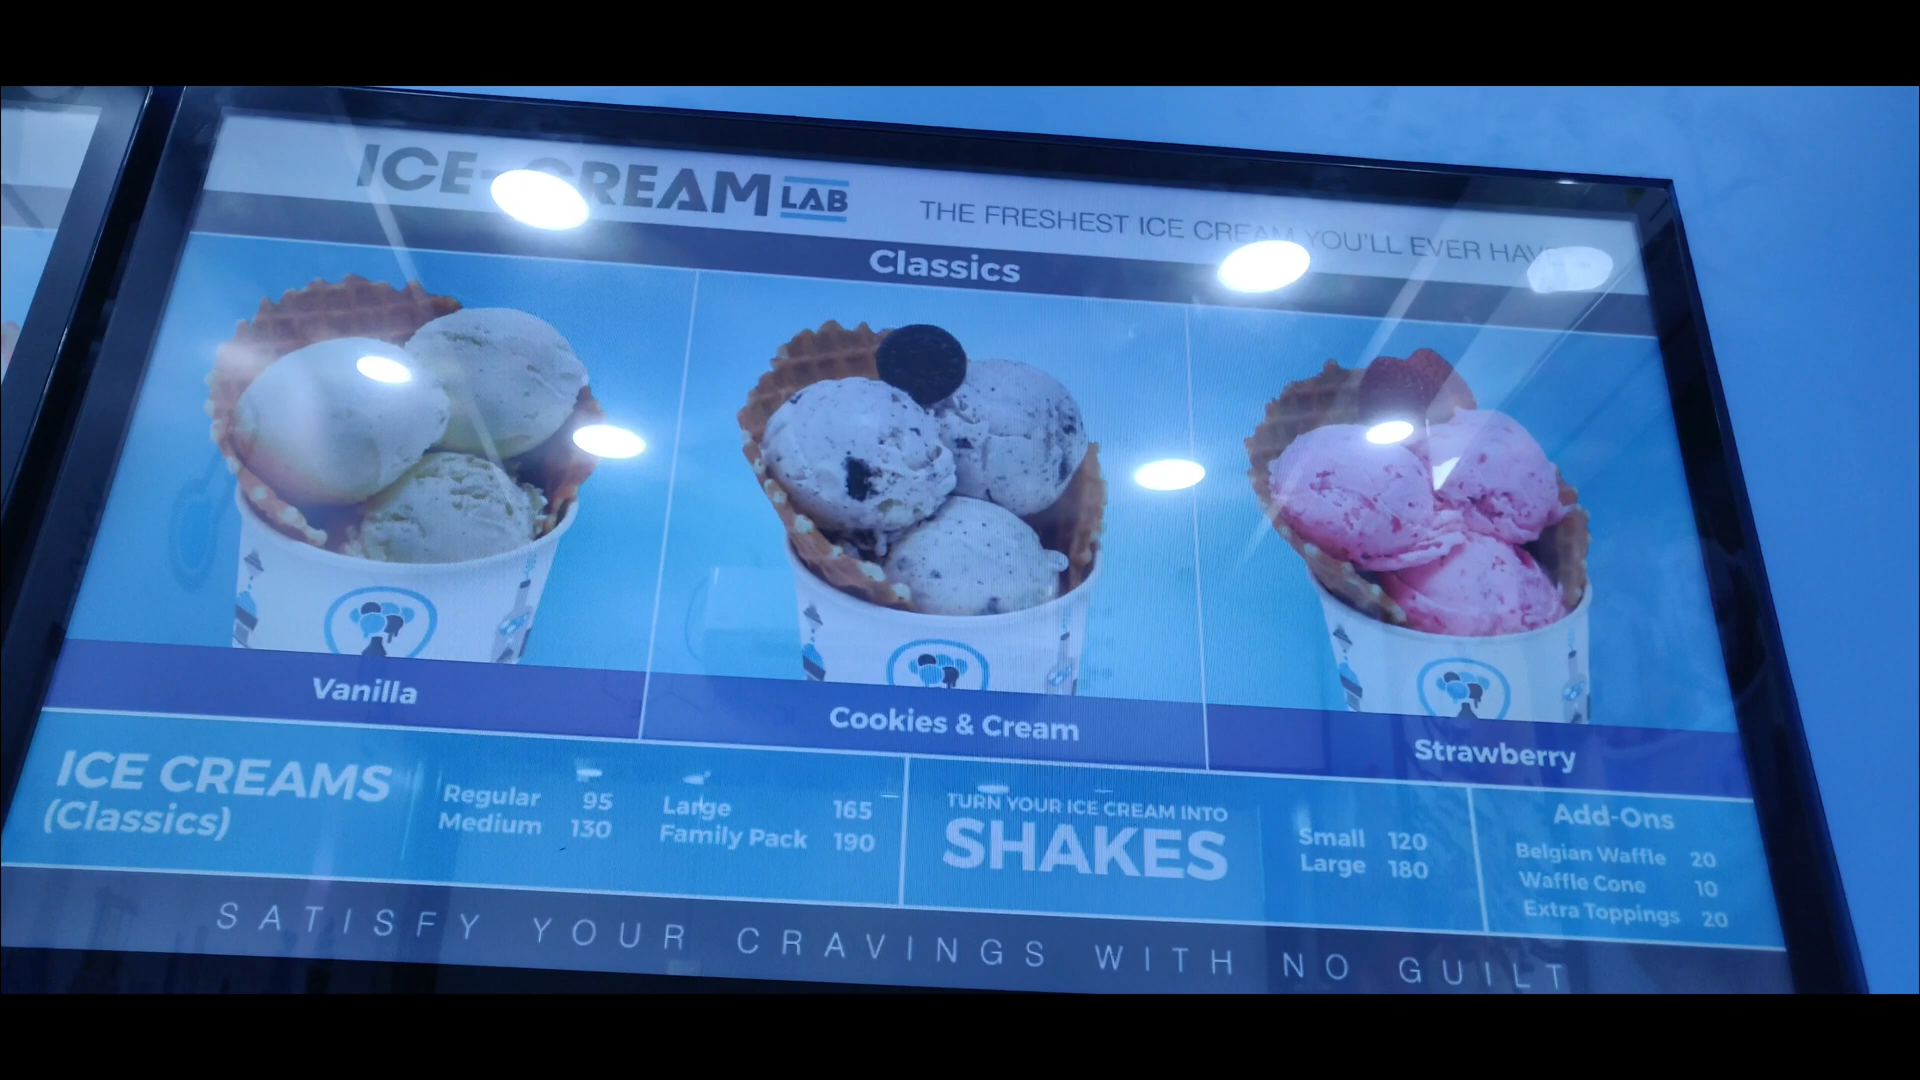 ICE-CREAM LAB
THE FRESHEST ICE CREAM YOU'LL EVER HAVE
Classics
Vanilla
Cookies & Cream
Strawberry
ICE CREAMS
(Classics)
Regular 95
Medium 130
Large 165
Family Pack 190
TURN YOUR ICE CREAM INTO
SHAKES
Small 120
Large 180
Add-Ons
Belgian Waffle 20
Waffle Cone 10
Extra Toppings 20
SATISFY YOUR CRAVINGS WITH NO GUILT